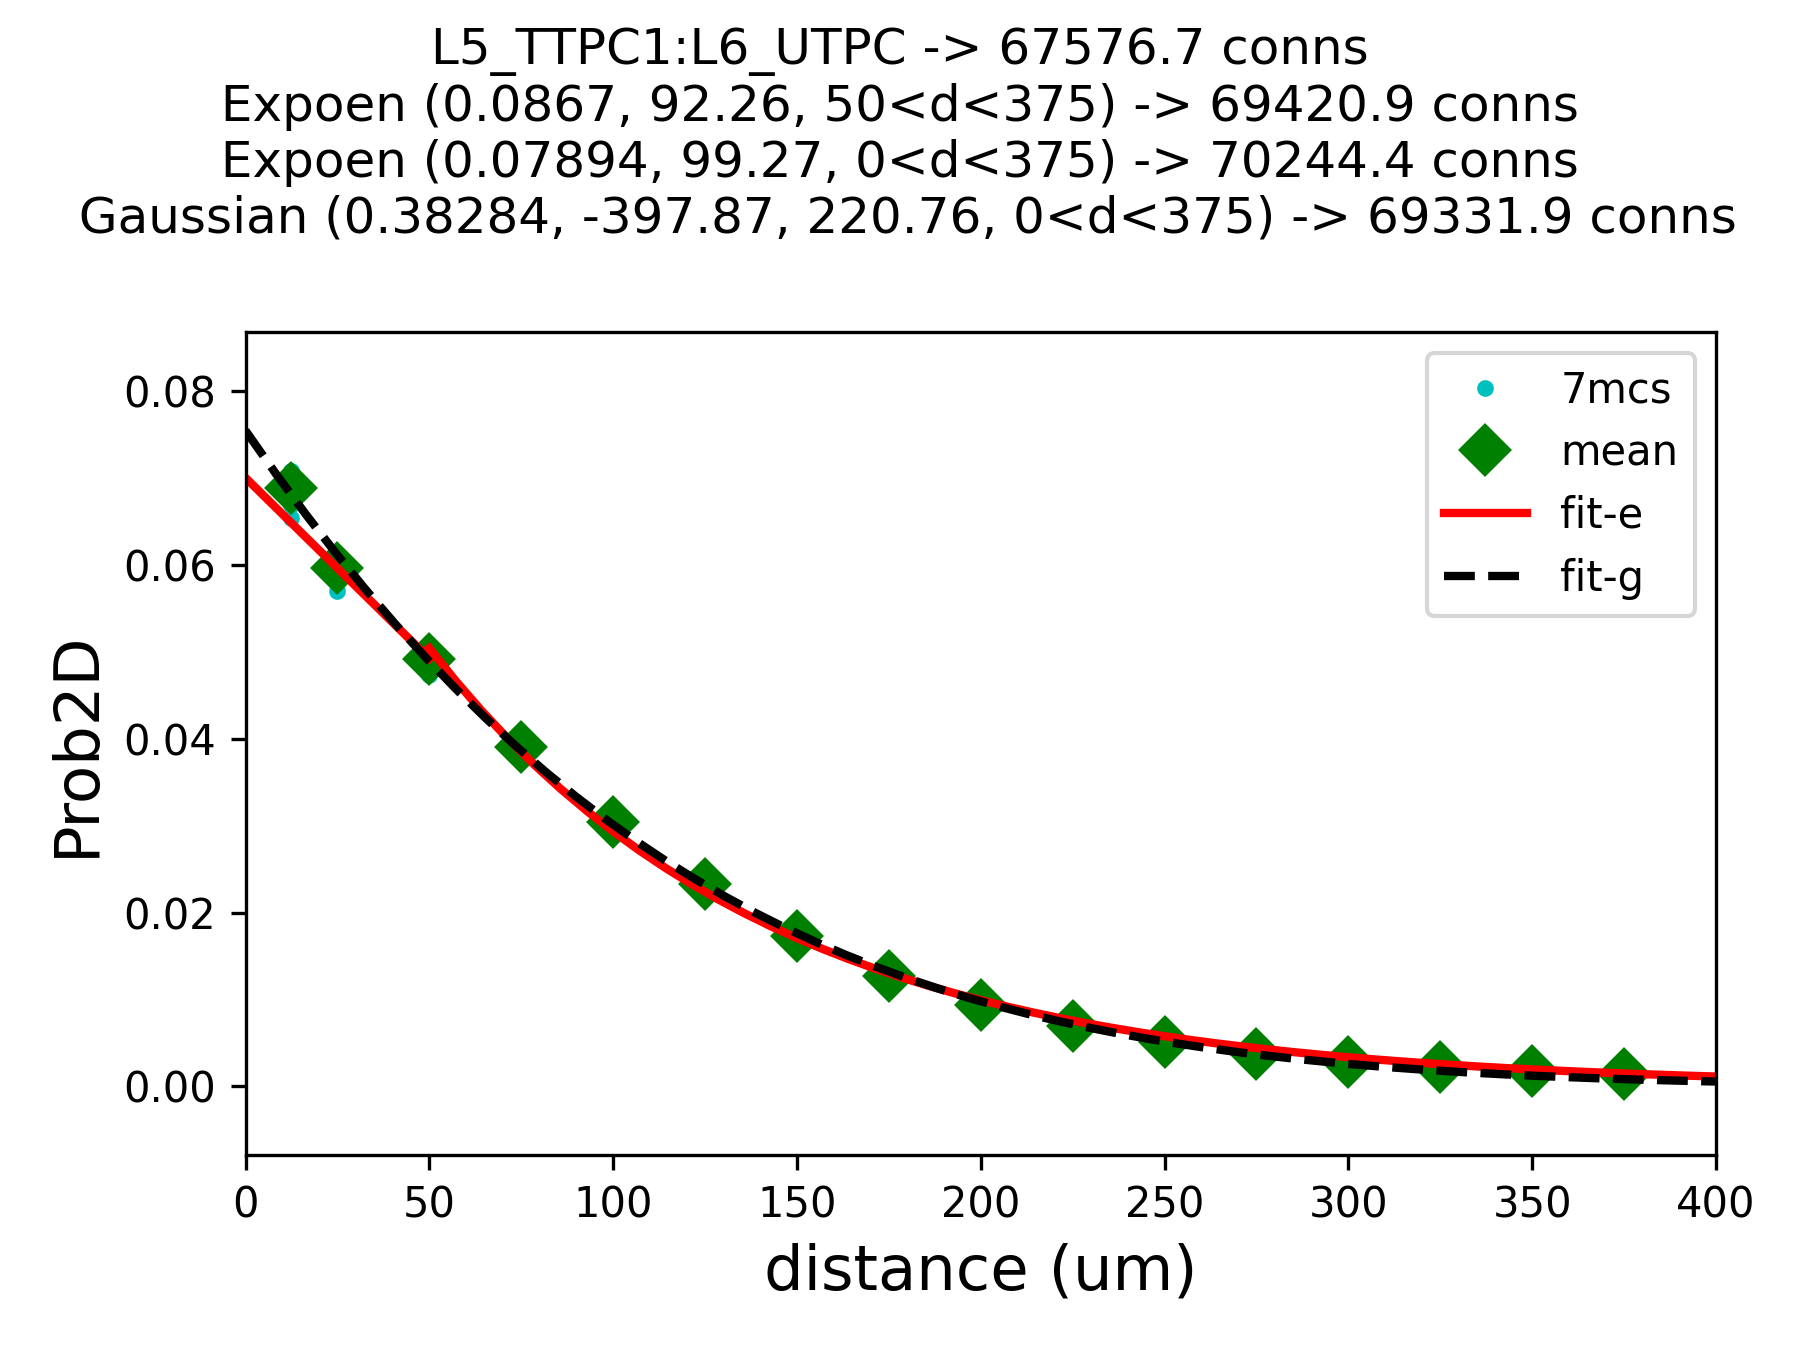 L5_TTPC1:L6_UTPC -> 67576.7 conns
Expoen (0.0867, 92.26, 50<d<375) -> 69420.9 conns
Expoen (0.07894, 99.27, 0<d<375) -> 70244.4 conns
Gaussian (0.38284, -397.87, 220.76, 0<d<375) -> 69331.9 conns
7mcs
mean
fit-e
fit-g
Prob2D
0.08
0.06
0.04
0.02
0.00
0 50 100 150 200 250 300 350 400
distance (um)